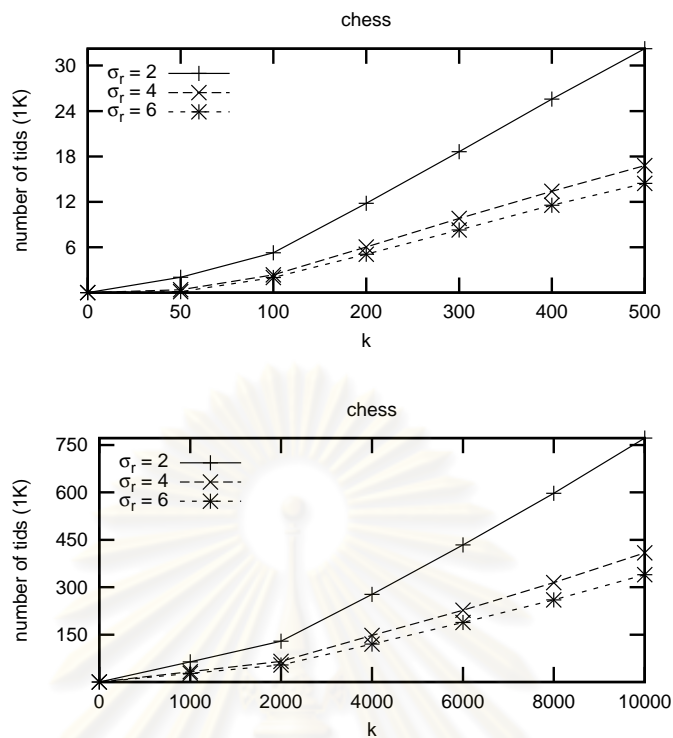 chess
number of tids (1K)
30
24
18
12
6
σr = 2
σr = 4
σr = 6
0 50 100 200 300 400 500
k
chess
number of tids (1K)
750
600
450
300
150
σr = 2
σr = 4
σr = 6
0 1000 2000 4000 6000 8000 10000
k